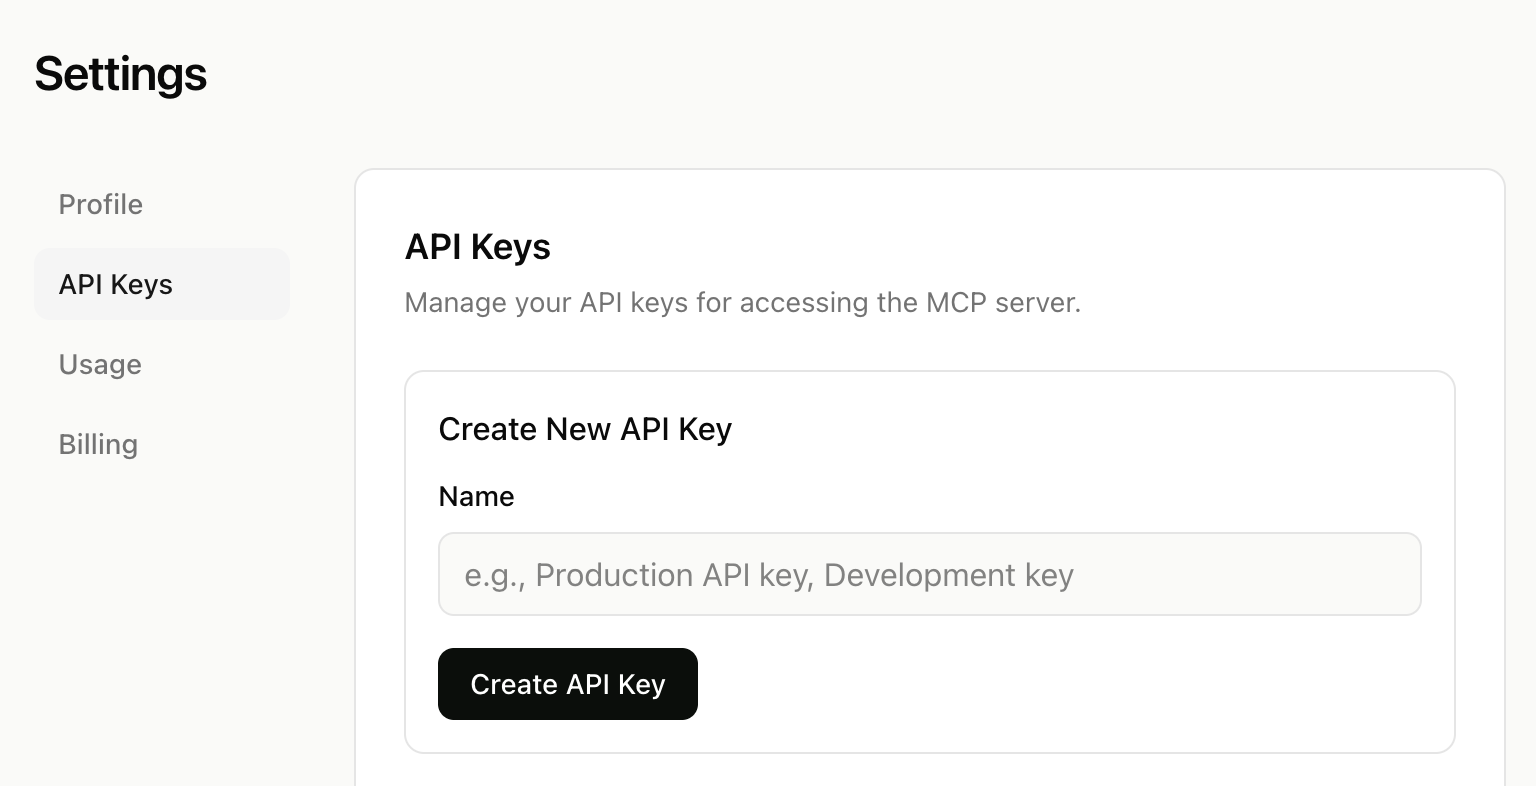 Settings
Profile
API Keys
Usage
Billing
API Keys
Manage your API keys for accessing the MCP server.
Create New API Key
Name
e.g., Production API key, Development key
Create API Key